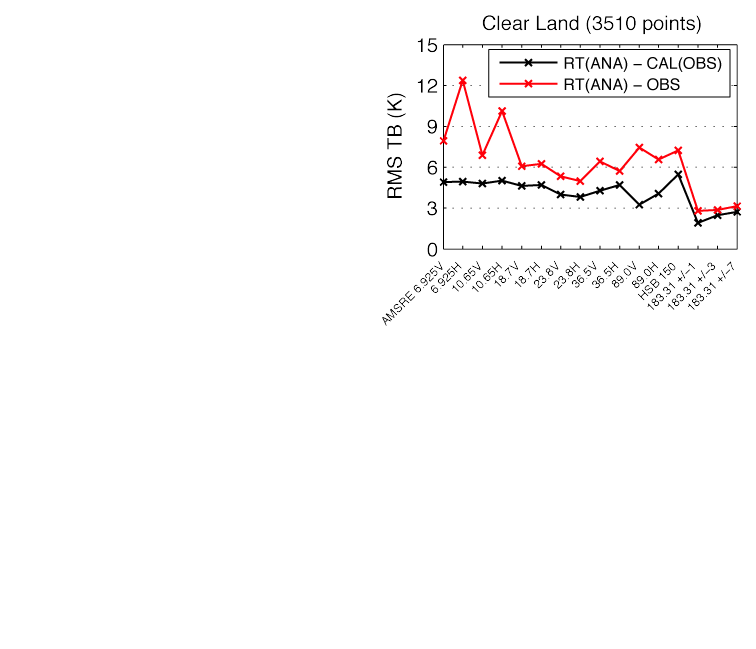 Clear Land (3510 points)
RT(ANA) − CAL(OBS)
RT(ANA) − OBS
RMS TB (K)
15
12
9
6
3
0
AMSRE 6.925V
6.925H
10.65V
10.65H
18.7V
18.7H
23.8V
23.8H
36.5V
36.5H
89.0V
89.0H
HSB 150
183.31 +/−1
183.31 +/−3
183.31 +/−7